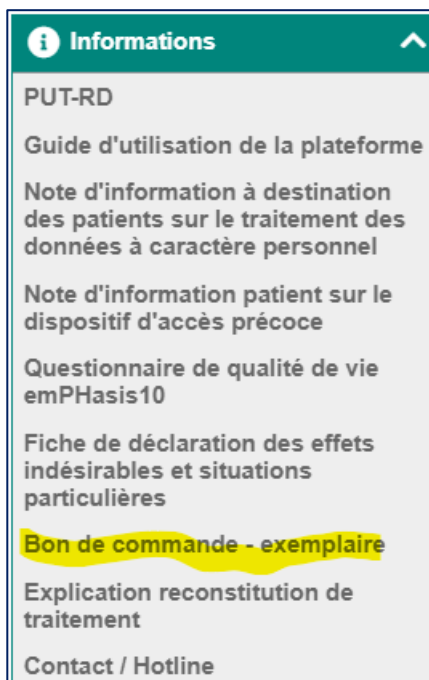 Informations
PUT-RD
Guide d'utilisation de la plateforme
Note d'information à destination
des patients sur le traitement des
données à caractère personnel
Note d'information patient sur le
dispositif d'accès précoce
Questionnaire de qualité de vie
emPHasis10
Fiche de déclaration des effets
indésirables et situations
particulières
Bon de commande - exemplaire
Explication reconstitution de
traitement
Contact / Hotline